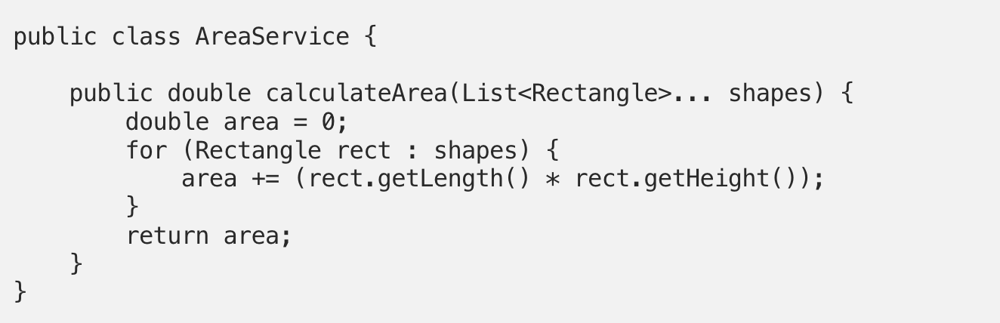 public class AreaService {
    public double calculateArea(List<Rectangle>... shapes) {
        double area = 0;
        for (Rectangle rect : shapes) {
            area += (rect.getLength() * rect.getHeight());
        }
        return area;
    }
}